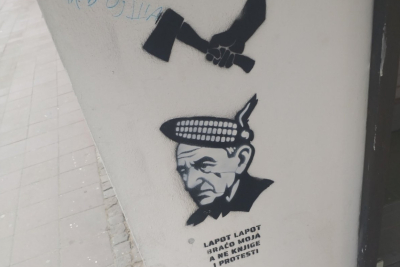 LAPOT LAPOT
BRAĆO MOJA
A NE KNJIGE
I PROTESTI